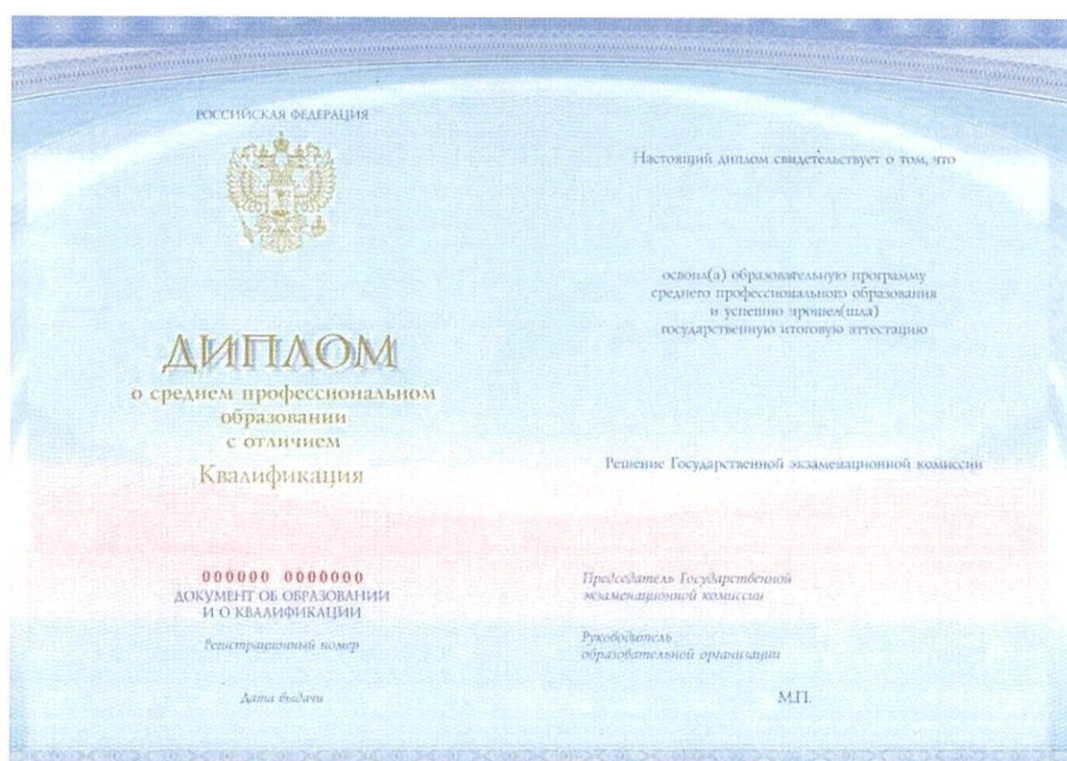 РОССИЙСКАЯ ФЕДЕРАЦИЯ
ДИПЛОМ
о среднем профессиональном
образовании
с отличием
Квалификация
000000 0000000
ДОКУМЕНТ ОБ ОБРАЗОВАНИИ
И О КВАЛИФИКАЦИИ
Регистрационный номер
Дата выдачи
Настоящий диплом свидетельствует о том, что
освоил(а) образовательную программу
среднего профессионального образования
и успешно прошел(шла)
государственную итоговую аттестацию
Решение Государственной экзаменационной комиссии
Председатель Государственной
экзаменационной комиссии
Руководитель
образовательной организации
М.П.